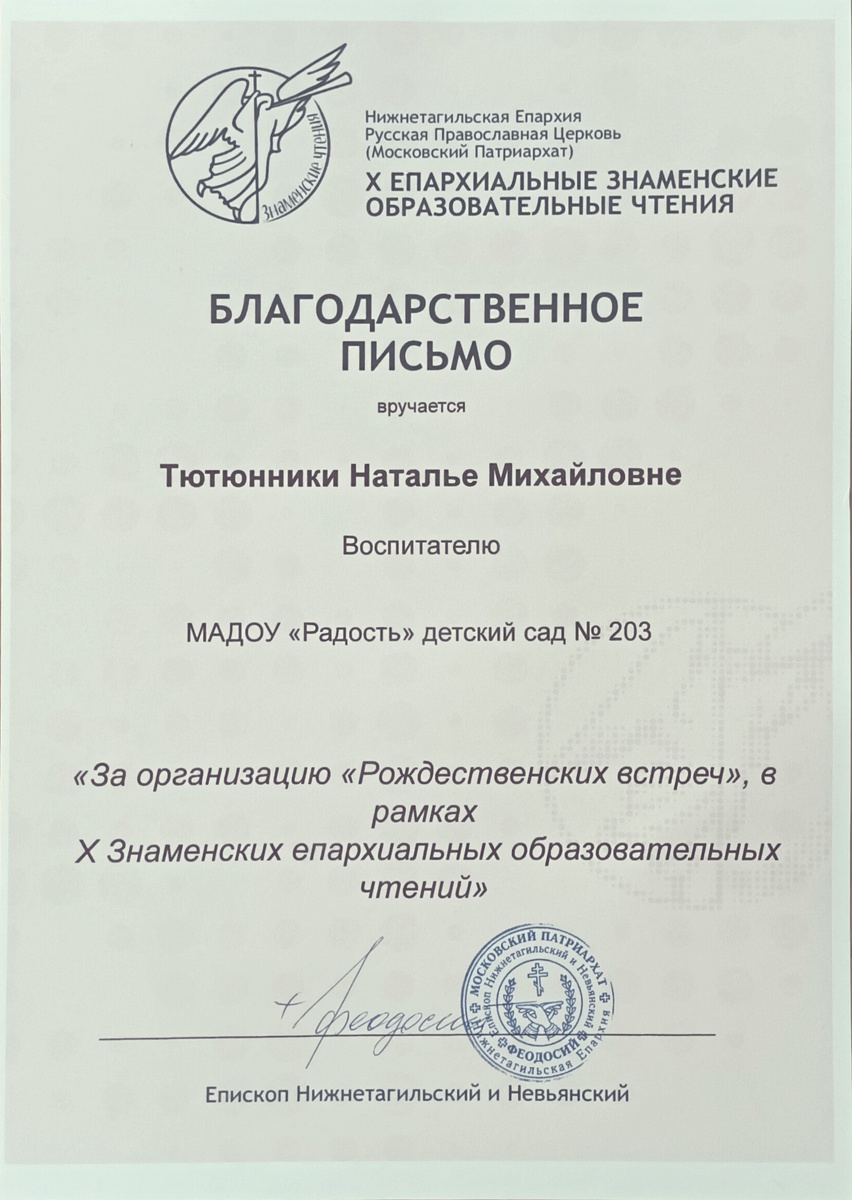 Знаменские чтения
Нижнетагильская Епархия
Русская Православная Церковь
(Московский Патриархат)
X ЕПАРХИАЛЬНЫЕ ЗНАМЕНСКИЕ
ОБРАЗОВАТЕЛЬНЫЕ ЧТЕНИЯ
БЛАГОДАРСТВЕННОЕ
ПИСЬМО
вручается
Тютюнники Наталье Михайловне
Воспитателю
МАДОУ «Радость» детский сад № 203
«За организацию «Рождественских встреч», в
рамках
X Знаменских епархиальных образовательных
чтений»
+ Феодосий
МОСКОВСКИЙ ПАТРИАРХАТ
Нижнетагильская Епархия
Епископ Нижнетагильский и Невьянский
ФЕОДОСИЙ
Епископ Нижнетагильский и Невьянский